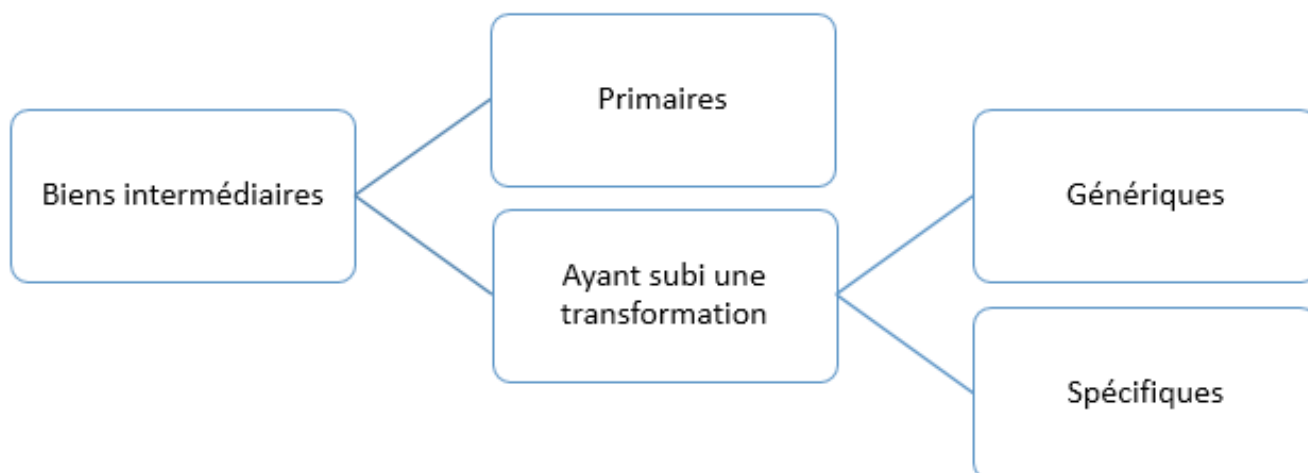 Biens intermédiaires
Primaires
Ayant subi une
transformation
Génériques
Spécifiques